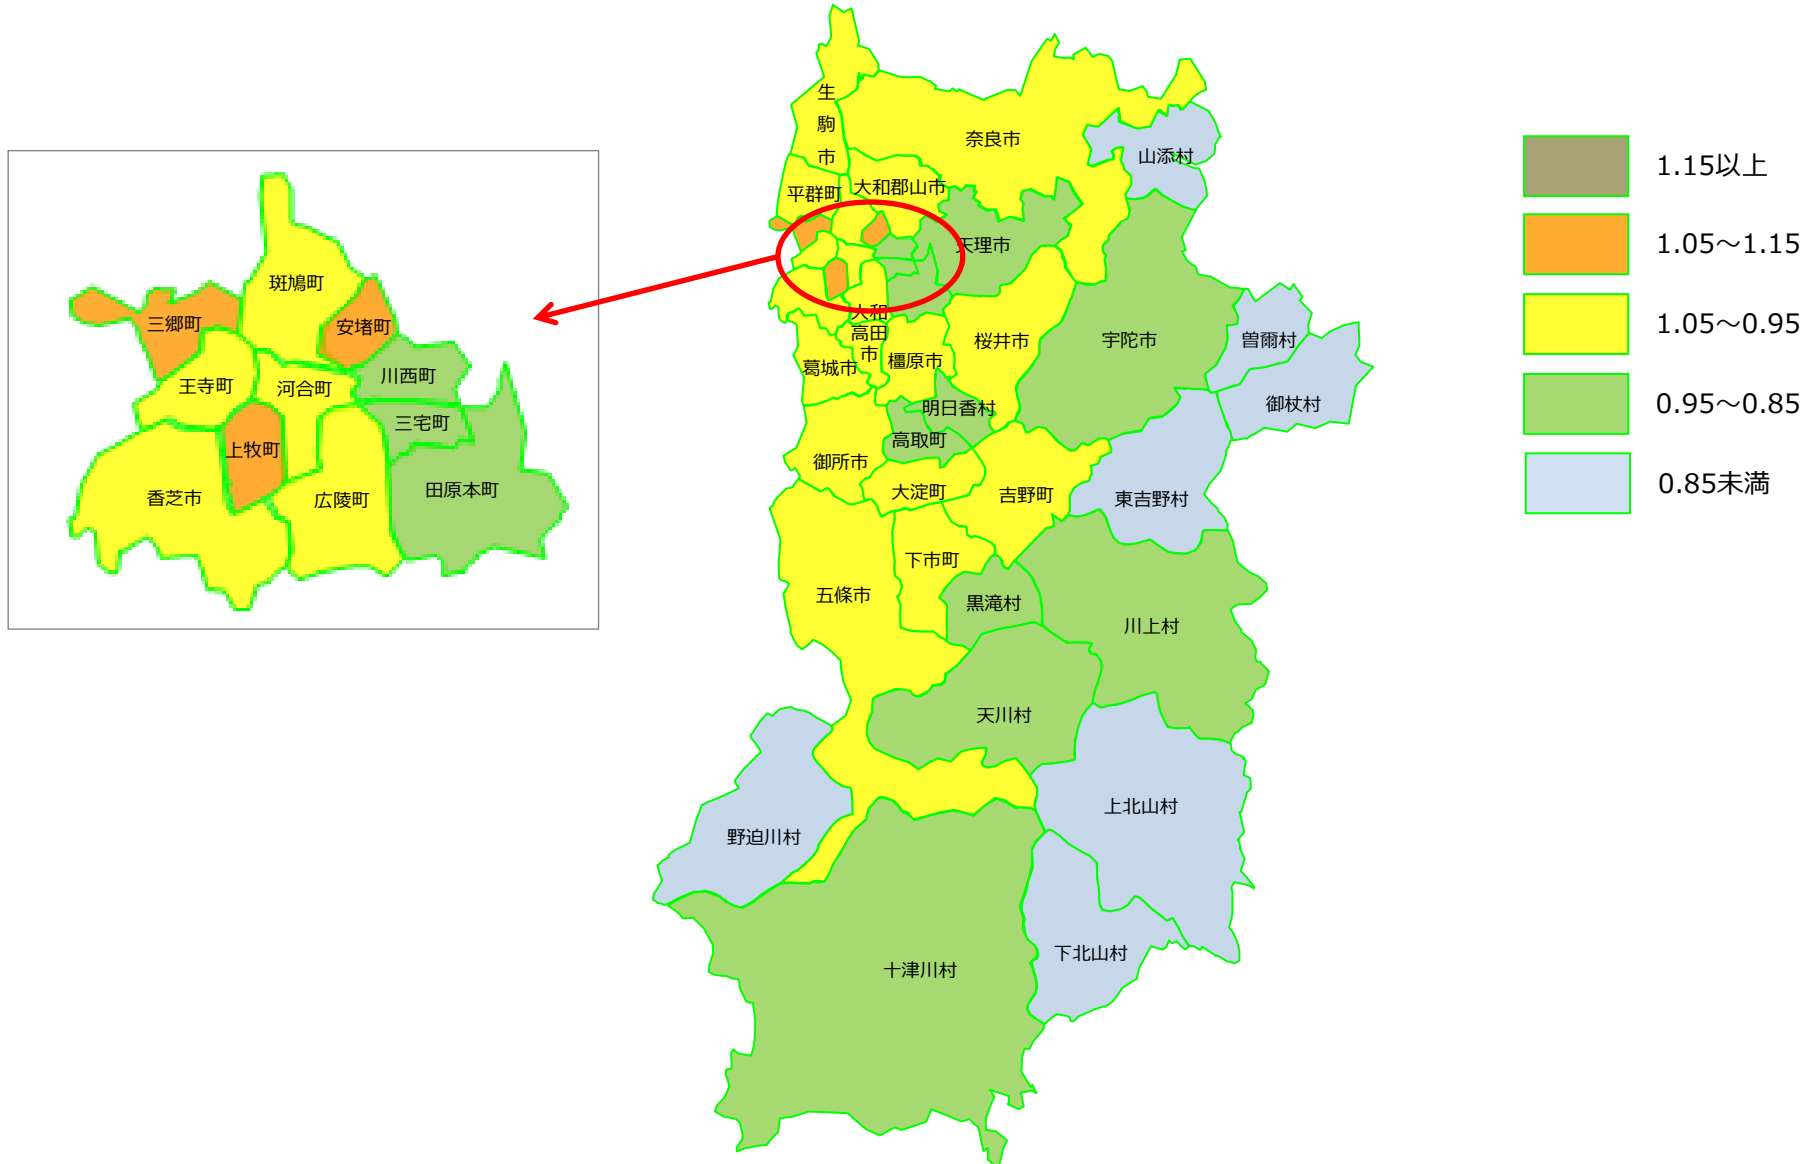 生
駒
市
奈良市
山添村
平群町
大和郡山市
天理市
大和
高田
市
葛城市
橿原市
桜井市
宇陀市
曽爾村
御杖村
明日香村
高取町
御所市
大淀町
吉野町
東吉野村
下市町
五條市
黒滝村
川上村
天川村
上北山村
野迫川村
下北山村
十津川村
斑鳩町
三郷町
安堵町
王寺町
河合町
川西町
三宅町
上牧町
香芝市
広陵町
田原本町
1.15以上
1.05～1.15
1.05～0.95
0.95～0.85
0.85未満